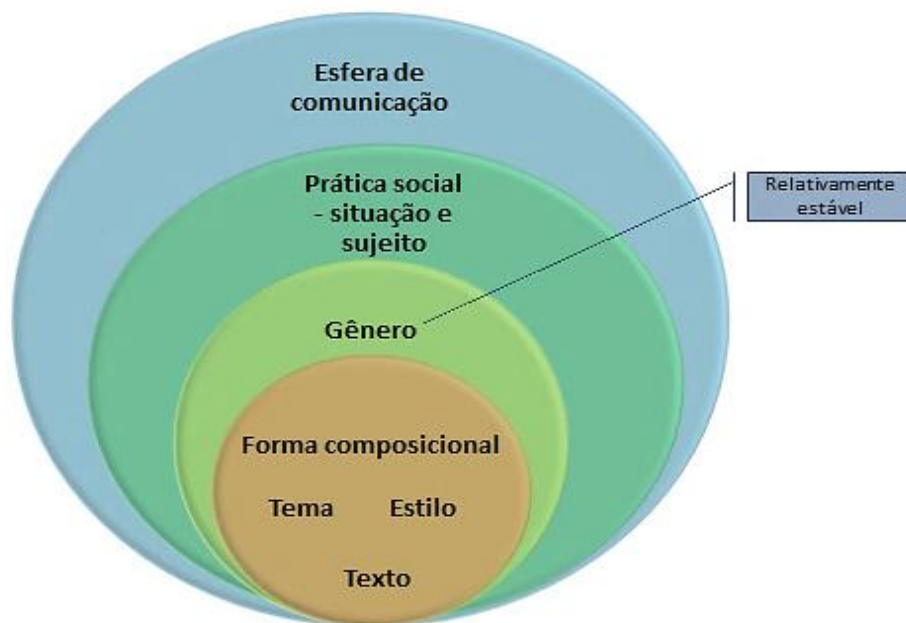 Esfera de
comunicação
Prática social
- situação e
sujeito
Relativamente
estável
Gênero
Forma composicional
Tema Estilo
Texto